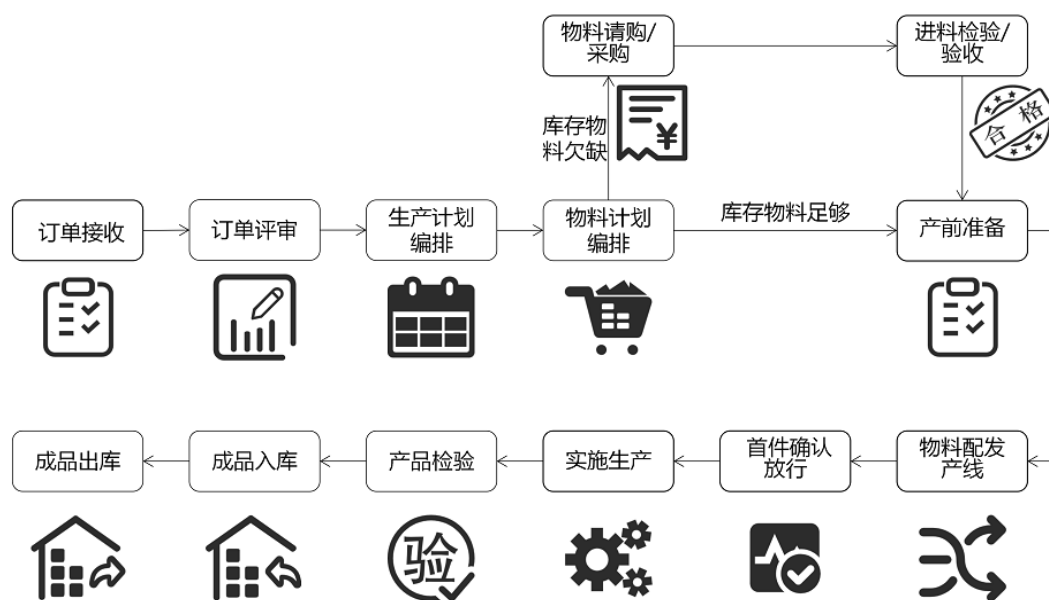 物料请购/
采购
进料检验/
验收
库存物
料欠缺
¥
合格
订单接收
订单评审
生产计划
编排
物料计划
编排
库存物料足够
产前准备
成品出库
成品入库
产品检验
实施生产
首件确认
放行
物料配发
产线
验